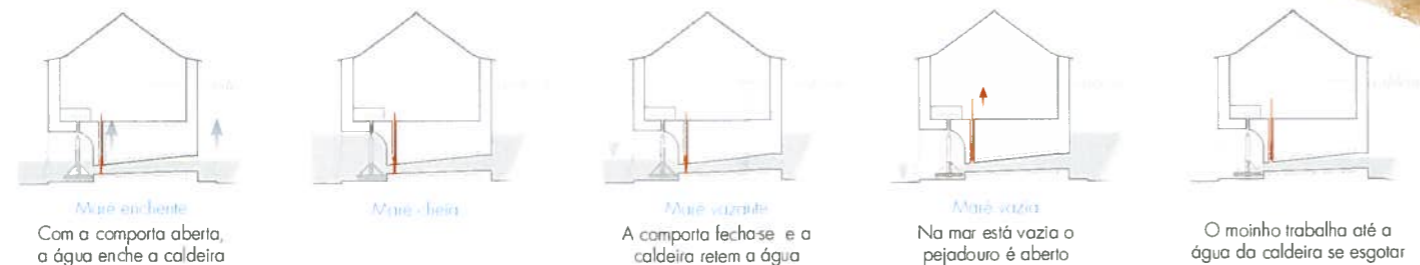 Maré enchente
Com a comporta aberta,
a água enche a caldeira
Maré cheia
Maré vazante
A comporta fecha-se e a
caldeira retem a água
Maré vazia
Na mar está vazia o
pejadouro é aberto
O moinho trabalha até a
água da caldeira se esgotar